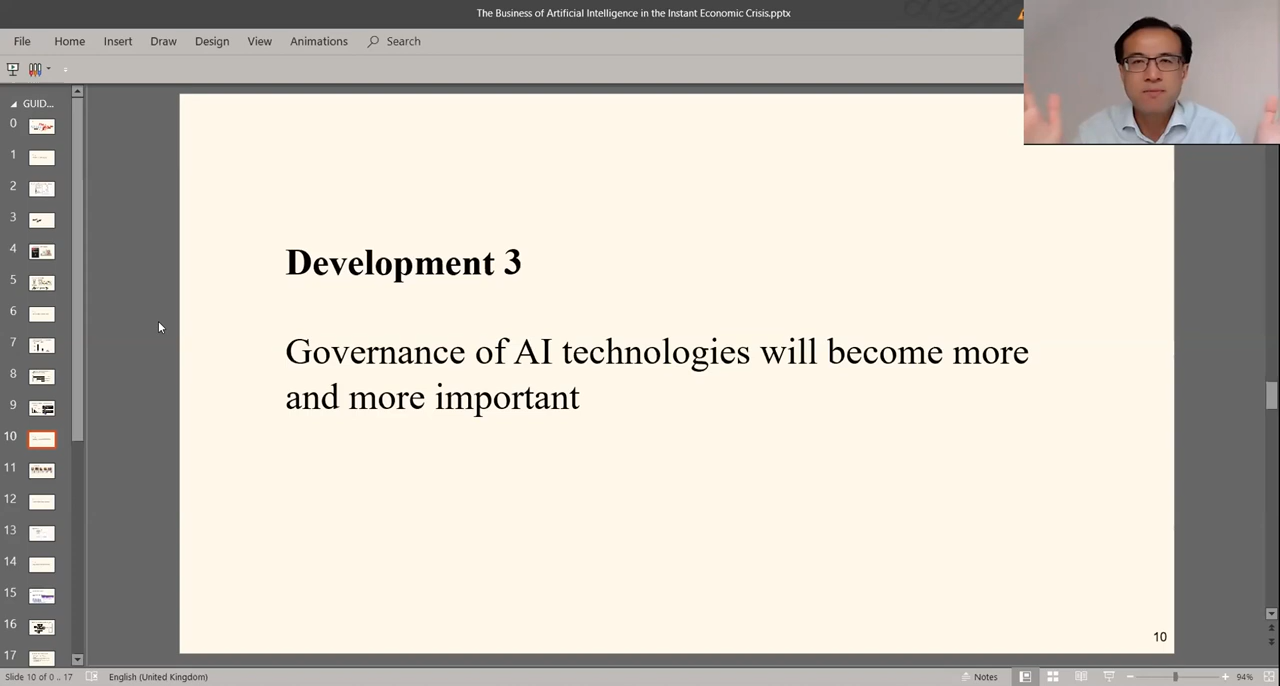 The Business of Artificial Intelligence in the Instant Economic Crisis.pptx
File Home Insert Draw Design View Animations Search
GUID...
0
1
2
3
4
5
6
7
8
9
10
11
12
13
14
15
16
17
Development 3
Governance of AI technologies will become more
and more important
10
Slide 10 of 0 .. 17 English (United Kingdom) Notes 94%